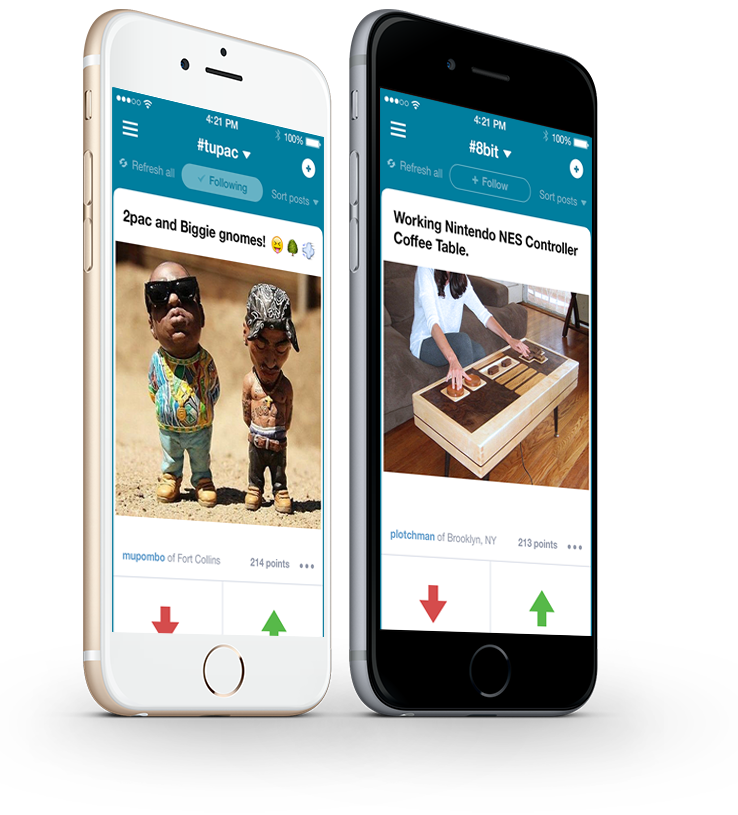 4:21 PM
100%
#tupac
Refresh all
Following
Sort posts
2pac and Biggie gnomes!
mupombo of Fort Collins
214 points
4:21 PM
100%
#8bit
Refresh all
+ Follow
Sort posts
Working Nintendo NES Controller
Coffee Table.
plotchman of Brooklyn, NY
213 points